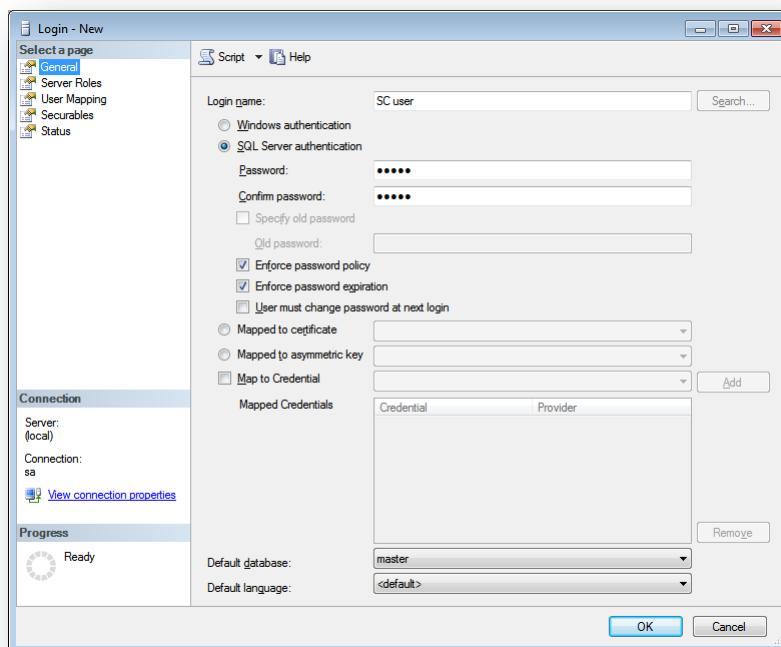 Login - New
Select a page
General
Server Roles
User Mapping
Securables
Status
Script
Help
Login name:
SC user
Search...
Windows authentication
SQL Server authentication
Password:
●●●●●
Confirm password:
●●●●●
Specify old password
Old password:
Enforce password policy
Enforce password expiration
User must change password at next login
Mapped to certificate
Mapped to asymmetric key
Map to Credential
Add
Mapped Credentials
Credential Provider
Remove
Default database:
master
Default language:
<default>
Connection
Server:
(local)
Connection:
sa
View connection properties
Progress
Ready
OK
Cancel